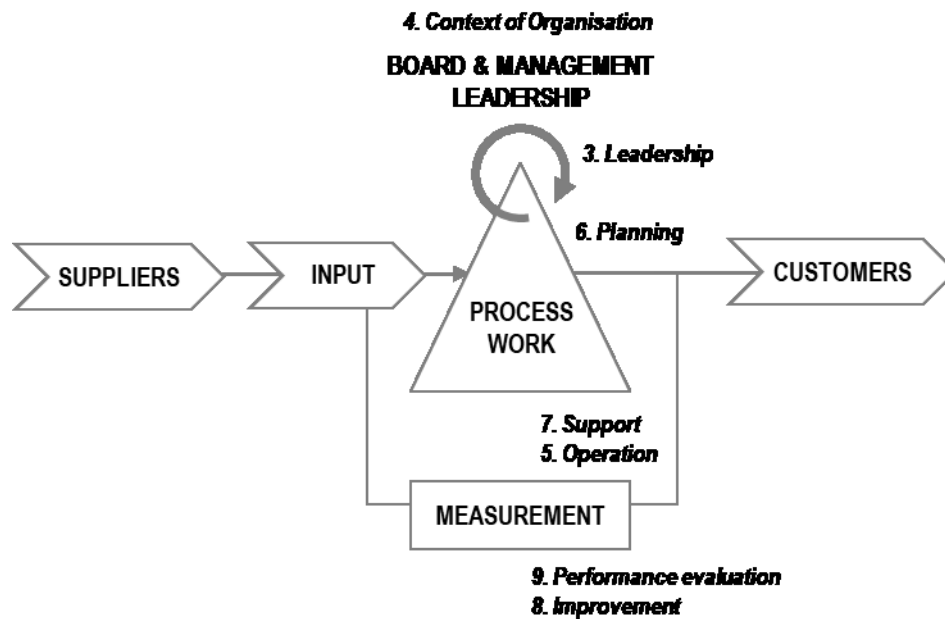 4. Context of Organisation
BOARD & MANAGEMENT
LEADERSHIP
3. Leadership
6. Planning
SUPPLIERS
INPUT
PROCESS
WORK
CUSTOMERS
7. Support
5. Operation
MEASUREMENT
9. Performance evaluation
8. Improvement